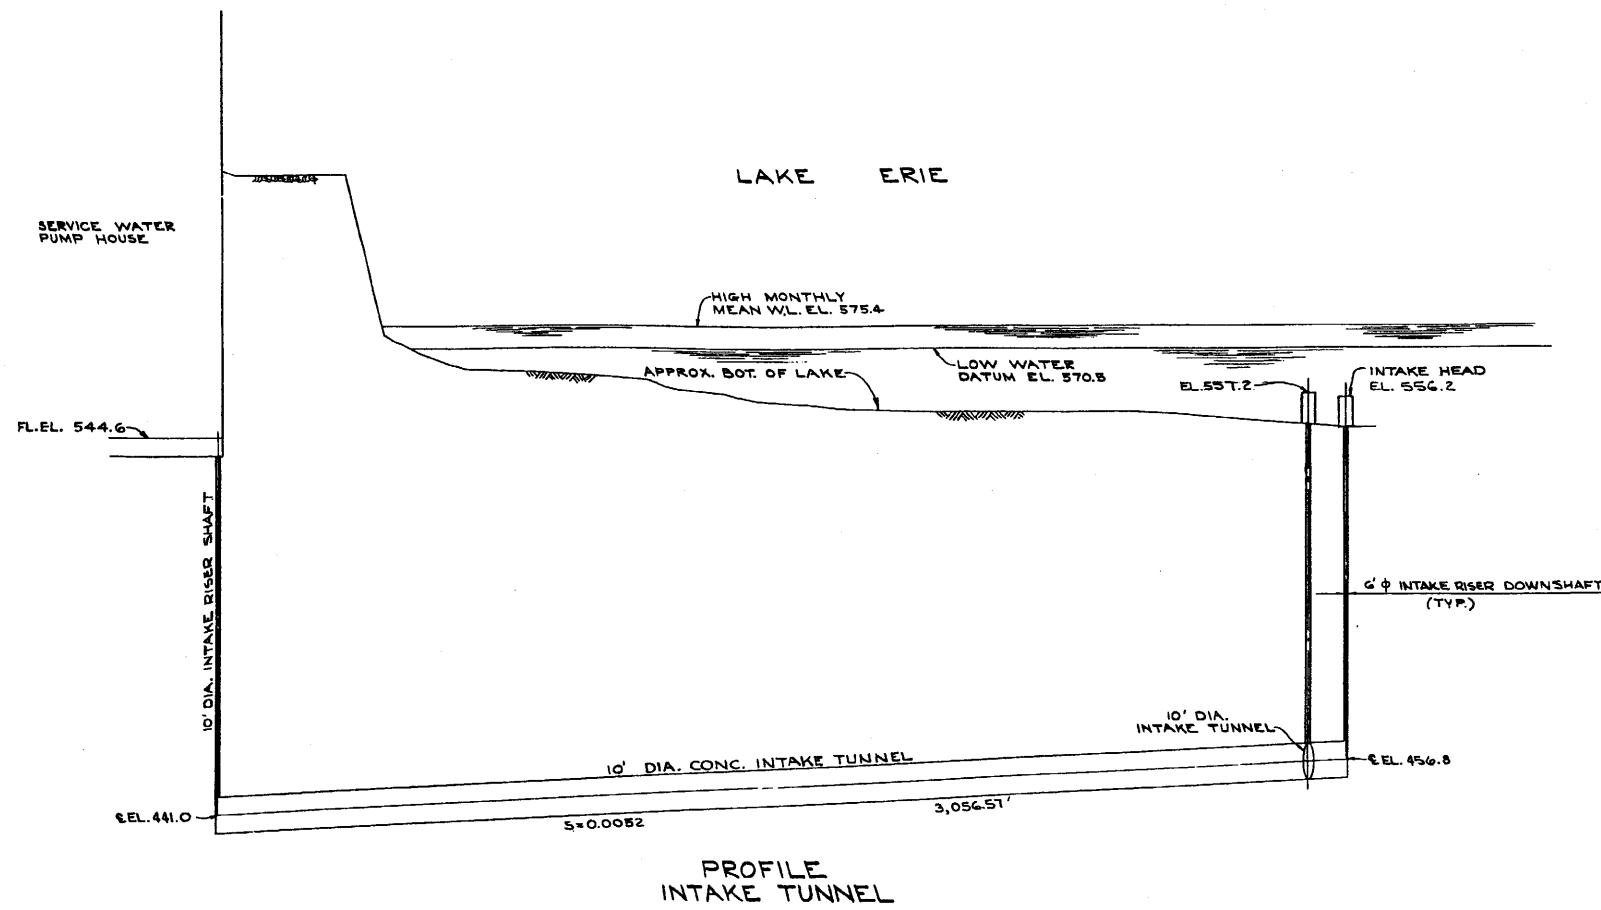 LAKE ERIE
SERVICE WATER
PUMP HOUSE
HIGH MONTHLY
MEAN W.L. EL. 575.4
LOW WATER
DATUM EL. 570.5
APPROX. BOT. OF LAKE
EL. 557.2
INTAKE HEAD
EL. 556.2
FL. EL. 544.6
10' DIA. INTAKE RISER SHAFT
6' ϕ INTAKE RISER DOWNSHAFT
(TYP.)
10' DIA.
INTAKE TUNNEL
10' DIA. CONC. INTAKE TUNNEL
℄ EL. 456.8
℄ EL. 441.0
3,056.57'
S=0.0052
PROFILE
INTAKE TUNNEL